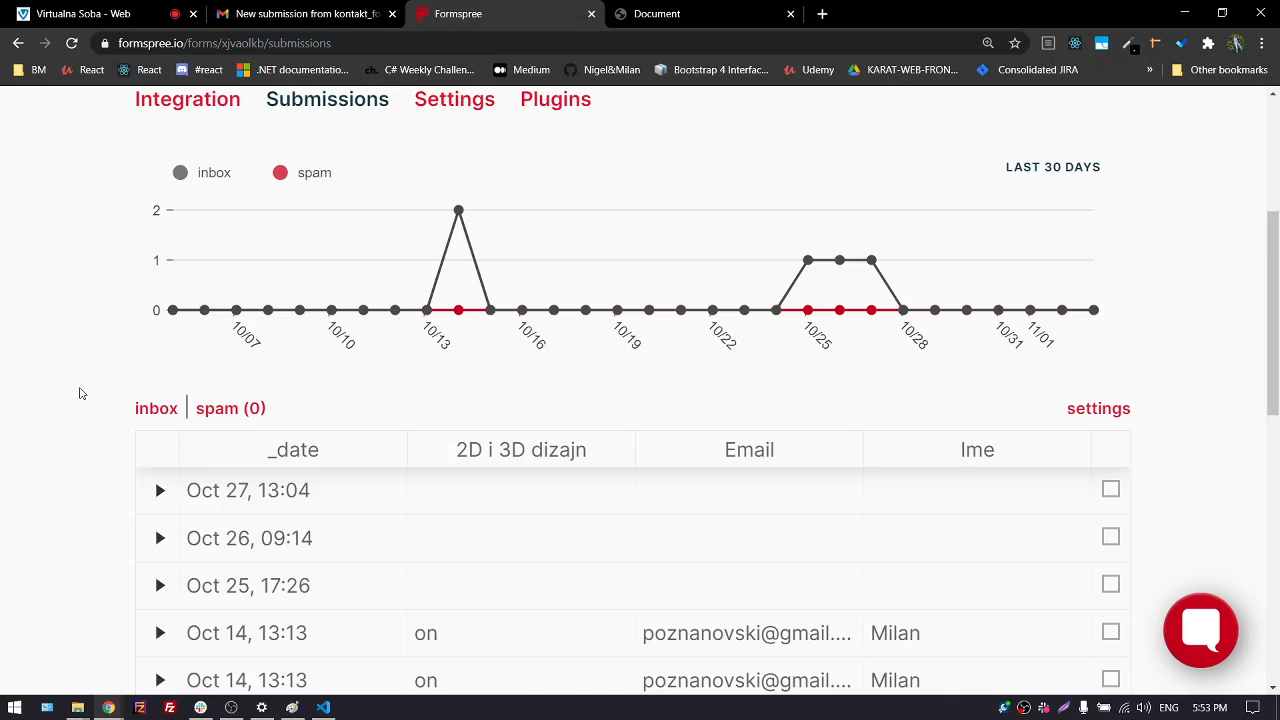 Virtualna Soba - Web
New submission from kontakt_fo
Formspree
Document
formspree.io/forms/xjvaolkb/submissions
BM
React
React
#react
.NET documentatio...
C# Weekly Challen...
Medium
Nigel&Milan
Bootstrap 4 Interfac...
Udemy
KARAT-WEB-FRON...
Consolidated JIRA
»
Other bookmarks
Integration
Submissions
Settings
Plugins
inbox
spam
LAST 30 DAYS
2
1
0
10/07
10/10
10/13
10/16
10/19
10/22
10/25
10/28
10/31
11/01
inbox
spam (0)
settings
_date
2D i 3D dizajn
Email
Ime
Oct 27, 13:04
Oct 26, 09:14
Oct 25, 17:26
Oct 14, 13:13
on
poznanovski@gmail....
Milan
Oct 14, 13:13
on
poznanovski@gmail....
Milan
ENG
5:53 PM